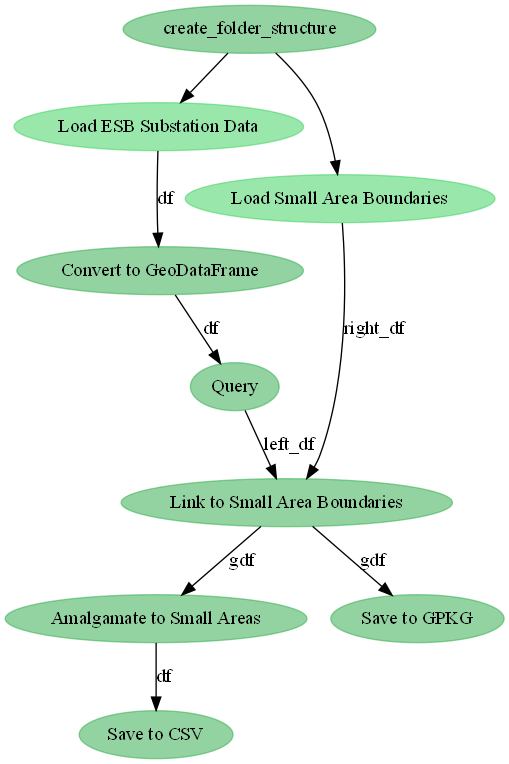 create_folder_structure
Load ESB Substation Data
df
Load Small Area Boundaries
Convert to GeoDataFrame
df
right_df
Query
left_df
Link to Small Area Boundaries
gdf
gdf
Amalgamate to Small Areas
Save to GPKG
df
Save to CSV